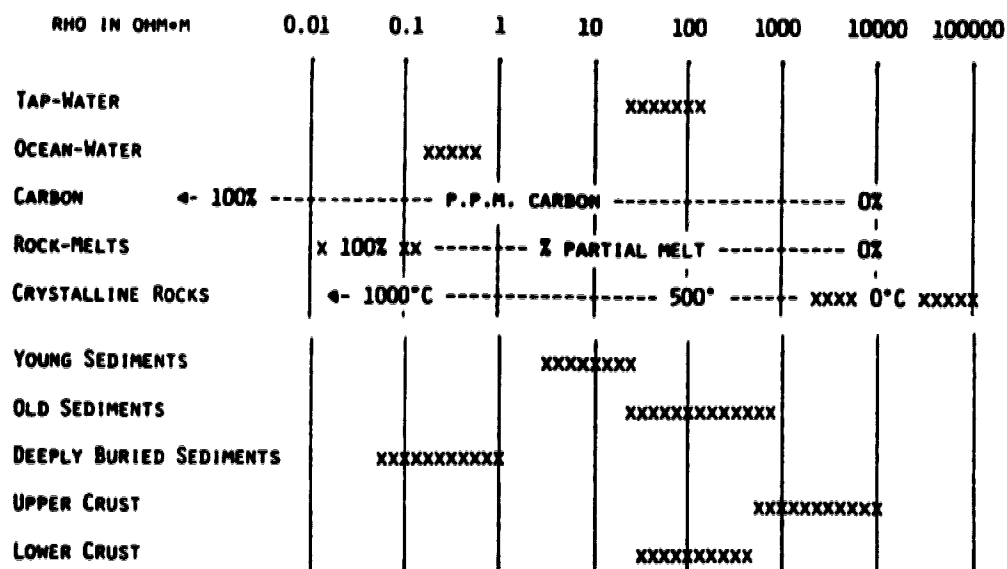 RHO IN OHM•M 0.01 0.1 1 10 100 1000 10000 100000
TAP-WATER xxxxxxx
OCEAN-WATER xxxxx
CARBON ◄- 100% --------------- P.P.M. CARBON --------------------- 0%
ROCK-MELTS x 100% xx --------- % PARTIAL MELT ------------ 0%
CRYSTALLINE ROCKS ◄- 1000°C ------------------- 500° ------ xxxx 0°C xxxxx
YOUNG SEDIMENTS xxxxxxxx
OLD SEDIMENTS xxxxxxxxxxxxx
DEEPLY BURIED SEDIMENTS xxxxxxxxxxx
UPPER CRUST xxxxxxxxxxx
LOWER CRUST xxxxxxxxxx